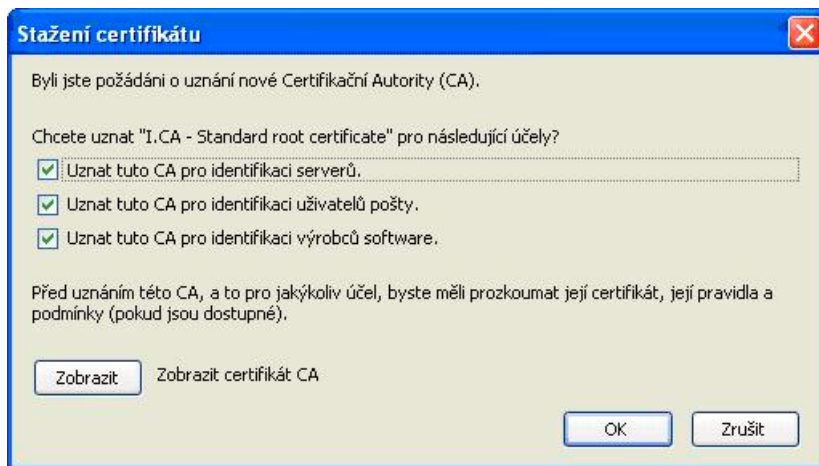 Stažení certifikátu
Byli jste požádáni o uznání nové Certifikační Autority (CA).
Chcete uznat "I.CA - Standard root certificate" pro následující účely?
Uznat tuto CA pro identifikaci serverů.
Uznat tuto CA pro identifikaci uživatelů pošty.
Uznat tuto CA pro identifikaci výrobců software.
Před uznáním této CA, a to pro jakýkoliv účel, byste měli prozkoumat její certifikát, její pravidla a
podmínky (pokud jsou dostupné).
Zobrazit Zobrazit certifikát CA
OK Zrušit